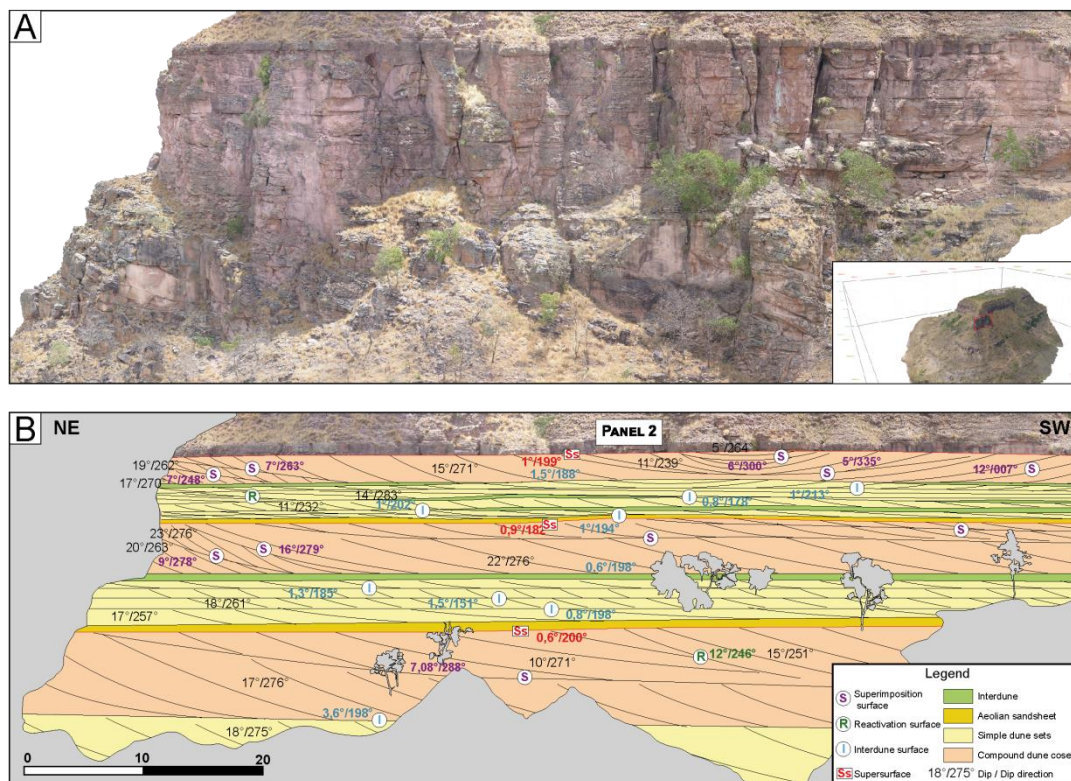 A
B
NE
PANEL 2
SW
5°/264
Ss
S
19°/262°
7°/263°
1°/199°
11°/239°
6°/300°
5°/335°
12°/007°
S
S
15°/271°
7°/248°
1,5°/188°
17°/270°
R
14°/283°
I
0,8°/178°
1°/213°
11°/232°
1°/202°
I
23°/276°
0,9°/182°
Ss
1°/194°
S
20°/263°
16°/279°
S
9°/278°
22°/276°
0,6°/198°
I
1,3°/185°
18°/261°
1,5°/151°
I
0,8°/198°
17°/257°
Ss
0,6°/200°
R
12°/246°
15°/251°
7,08°/288°
10°/271°
17°/276°
S
3,6°/198°
I
18°/275°
0 10 20
Legend
S Superimposition surface
R Reactivation surface
I Interdune surface
Ss Supersurface
Interdune
Aeolian sandsheet
Simple dune sets
Compound dune cose
18°/275° Dip / Dip direction